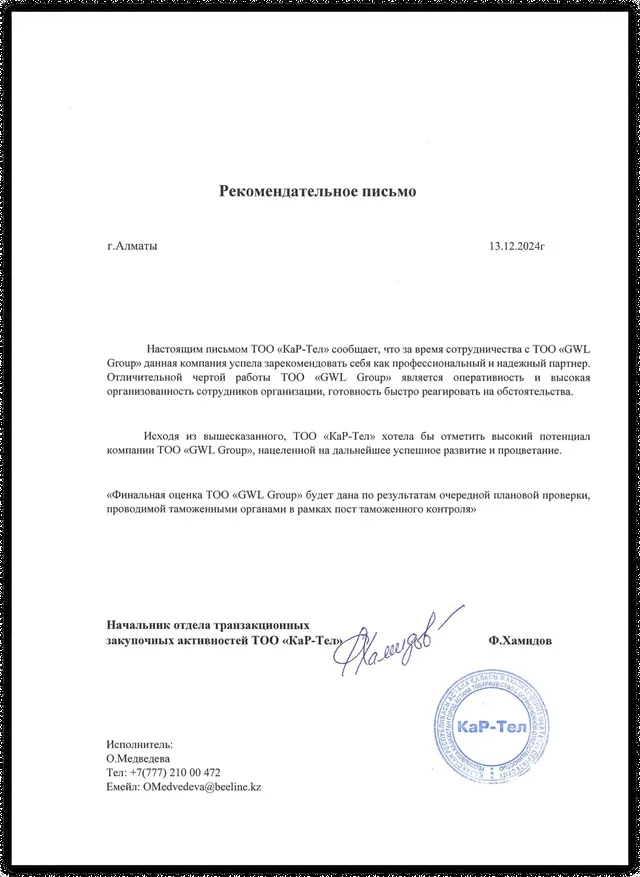 Рекомендательное письмо
г.Алматы 13.12.2024г
Настоящим письмом ТОО «КаР-Тел» сообщает, что за время сотрудничества с ТОО «GWL
Group» данная компания успела зарекомендовать себя как профессиональный и надежный партнер.
Отличительной чертой работы ТОО «GWL Group» является оперативность и высокая
организованность сотрудников организации, готовность быстро реагировать на обстоятельства.
Исходя из вышесказанного, ТОО «КаР-Тел» хотела бы отметить высокий потенциал
компании ТОО «GWL Group», нацеленной на дальнейшее успешное развитие и процветание.
«Финальная оценка ТОО «GWL Group» будет дана по результатам очередной плановой проверки,
проводимой таможенными органами в рамках пост таможенного контроля»
Начальник отдела транзакционных
закупочных активностей ТОО «КаР-Тел» Ф.Хамидов
КаР-Тел
Исполнитель:
О.Медведева
Тел: +7(777) 210 00 472
Емейл: OMedvedeva@beeline.kz